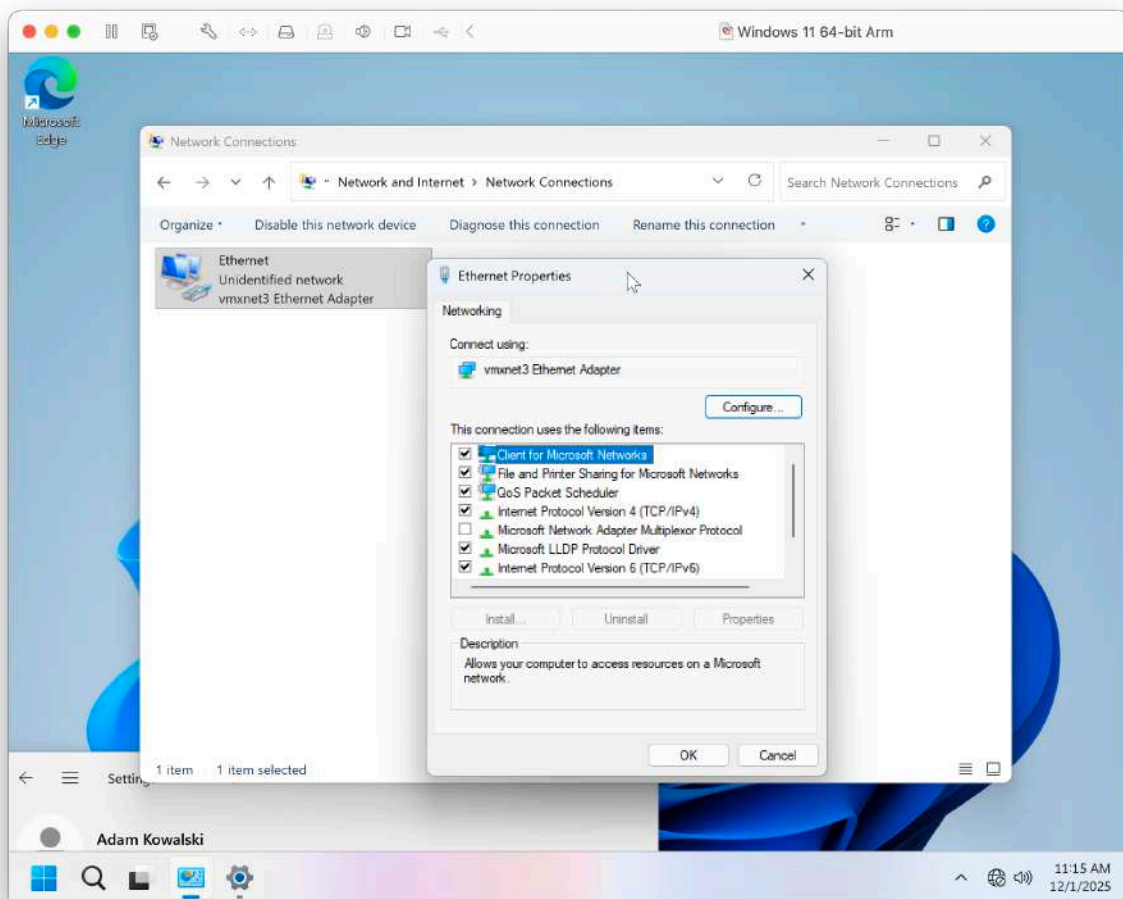 Windows 11 64-bit Arm
Microsoft
Edge
Network Connections
Network and Internet > Network Connections
Search Network Connections
Organize
Disable this network device
Diagnose this connection
Rename this connection
Ethernet
Unidentified network
vmxnet3 Ethernet Adapter
Ethernet Properties
Networking
Connect using:
vmxnet3 Ethernet Adapter
Configure...
This connection uses the following items:
Client for Microsoft Networks
File and Printer Sharing for Microsoft Networks
QoS Packet Scheduler
Internet Protocol Version 4 (TCP/IPv4)
Microsoft Network Adapter Multiplexor Protocol
Microsoft LLDP Protocol Driver
Internet Protocol Version 6 (TCP/IPv6)
Install...
Uninstall
Properties
Description
Allows your computer to access resources on a Microsoft
network.
OK
Cancel
1 item
1 item selected
Setting
Adam Kowalski
11:15 AM
12/1/2025